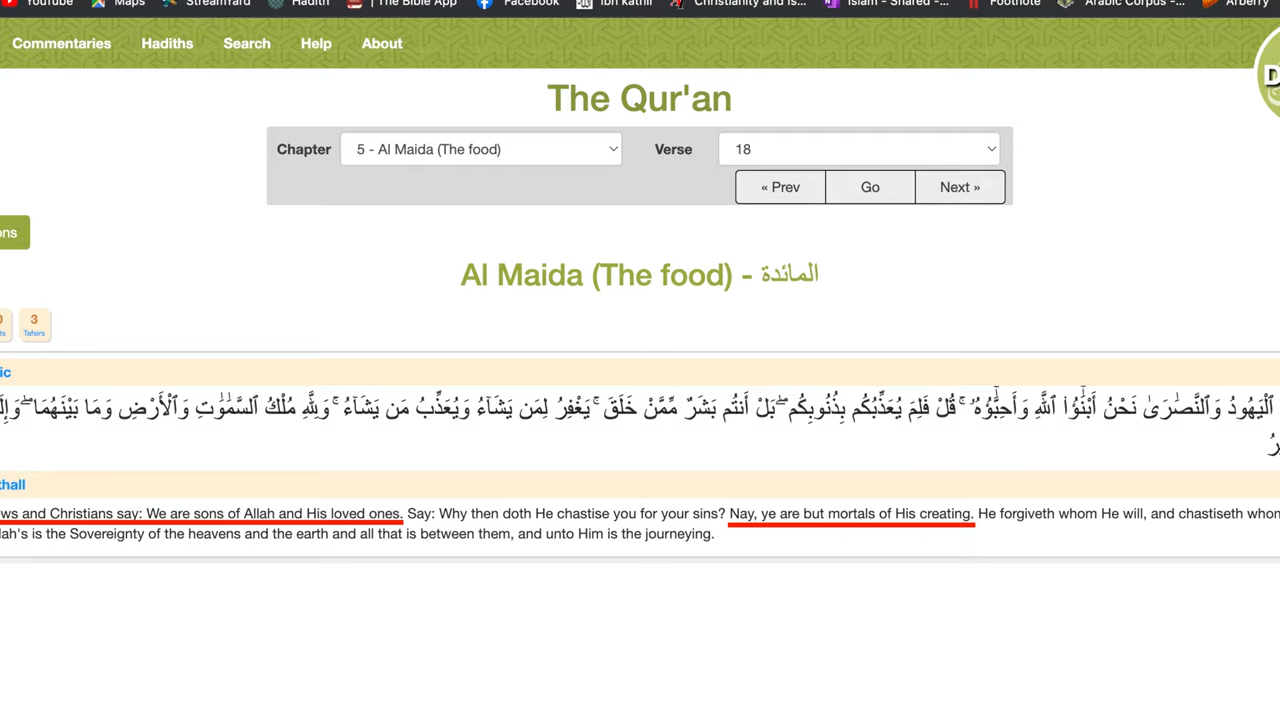 YouTube Maps StreamYard Hadith | The Bible App Facebook ibn kathir Christianity and Is... Islam - Shared -... Footnote Arabic Corpus -... Arberry
Commentaries Hadiths Search Help About
The Qur'an
Chapter 5 - Al Maida (The food) Verse 18
« Prev Go Next »
ons
Al Maida (The food) - المائدة
3
Tafsirs
ic
ٱلْيَهُودُ وَٱلنَّصَٰرَىٰ نَحْنُ أَبْنَٰٓؤُا۟ ٱللَّهِ وَأَحِبَّٰٓؤُهُۥ ۚ قُلْ فَلِمَ يُعَذِّبُكُم بِذُنُوبِكُم ۖ بَلْ أَنتُم بَشَرٌ مِّمَّنْ خَلَقَ ۚ يَغْفِرُ لِمَن يَشَآءُ وَيُعَذِّبُ مَن يَشَآءُ ۚ وَلِلَّهِ مُلْكُ ٱلسَّمَٰوَٰتِ وَٱلْأَرْضِ وَمَا بَيْنَهُمَا ۖ
thall
ws and Christians say: We are sons of Allah and His loved ones. Say: Why then doth He chastise you for your sins? Nay, ye are but mortals of His creating. He forgiveth whom He will, and chastiseth whom
lah's is the Sovereignty of the heavens and the earth and all that is between them, and unto Him is the journeying.